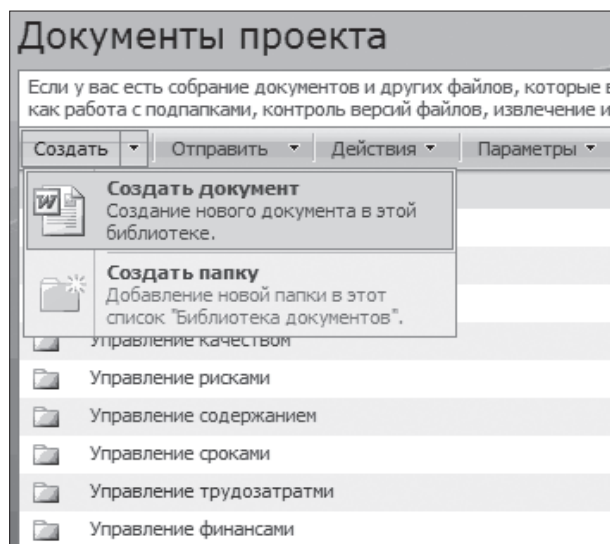 Документы проекта
Если у вас есть собрание документов и других файлов, которые
как работа с подпапками, контроль версий файлов, извлечение и
Создать Отправить Действия Параметры
Создать документ
Создание нового документа в этой
библиотеке.
Создать папку
Добавление новой папки в этот
список "Библиотека документов".
Управление качеством
Управление рисками
Управление содержанием
Управление сроками
Управление трудозатратми
Управление финансами